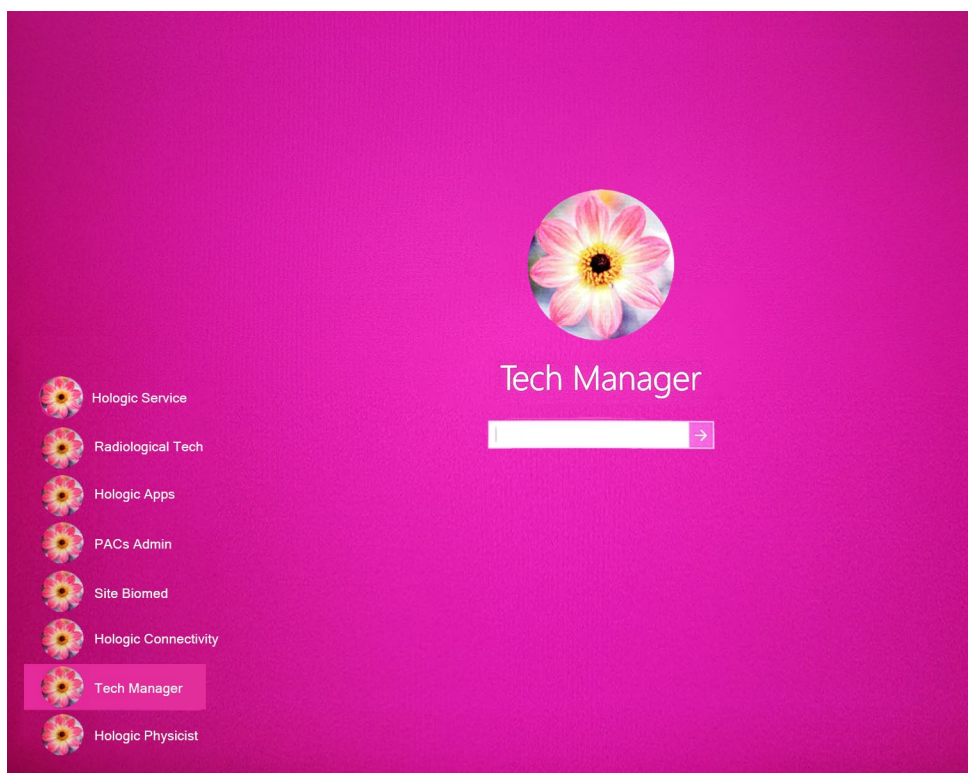 Tech Manager
Hologic Service
Radiological Tech
Hologic Apps
PACs Admin
Site Biomed
Hologic Connectivity
Tech Manager
Hologic Physicist